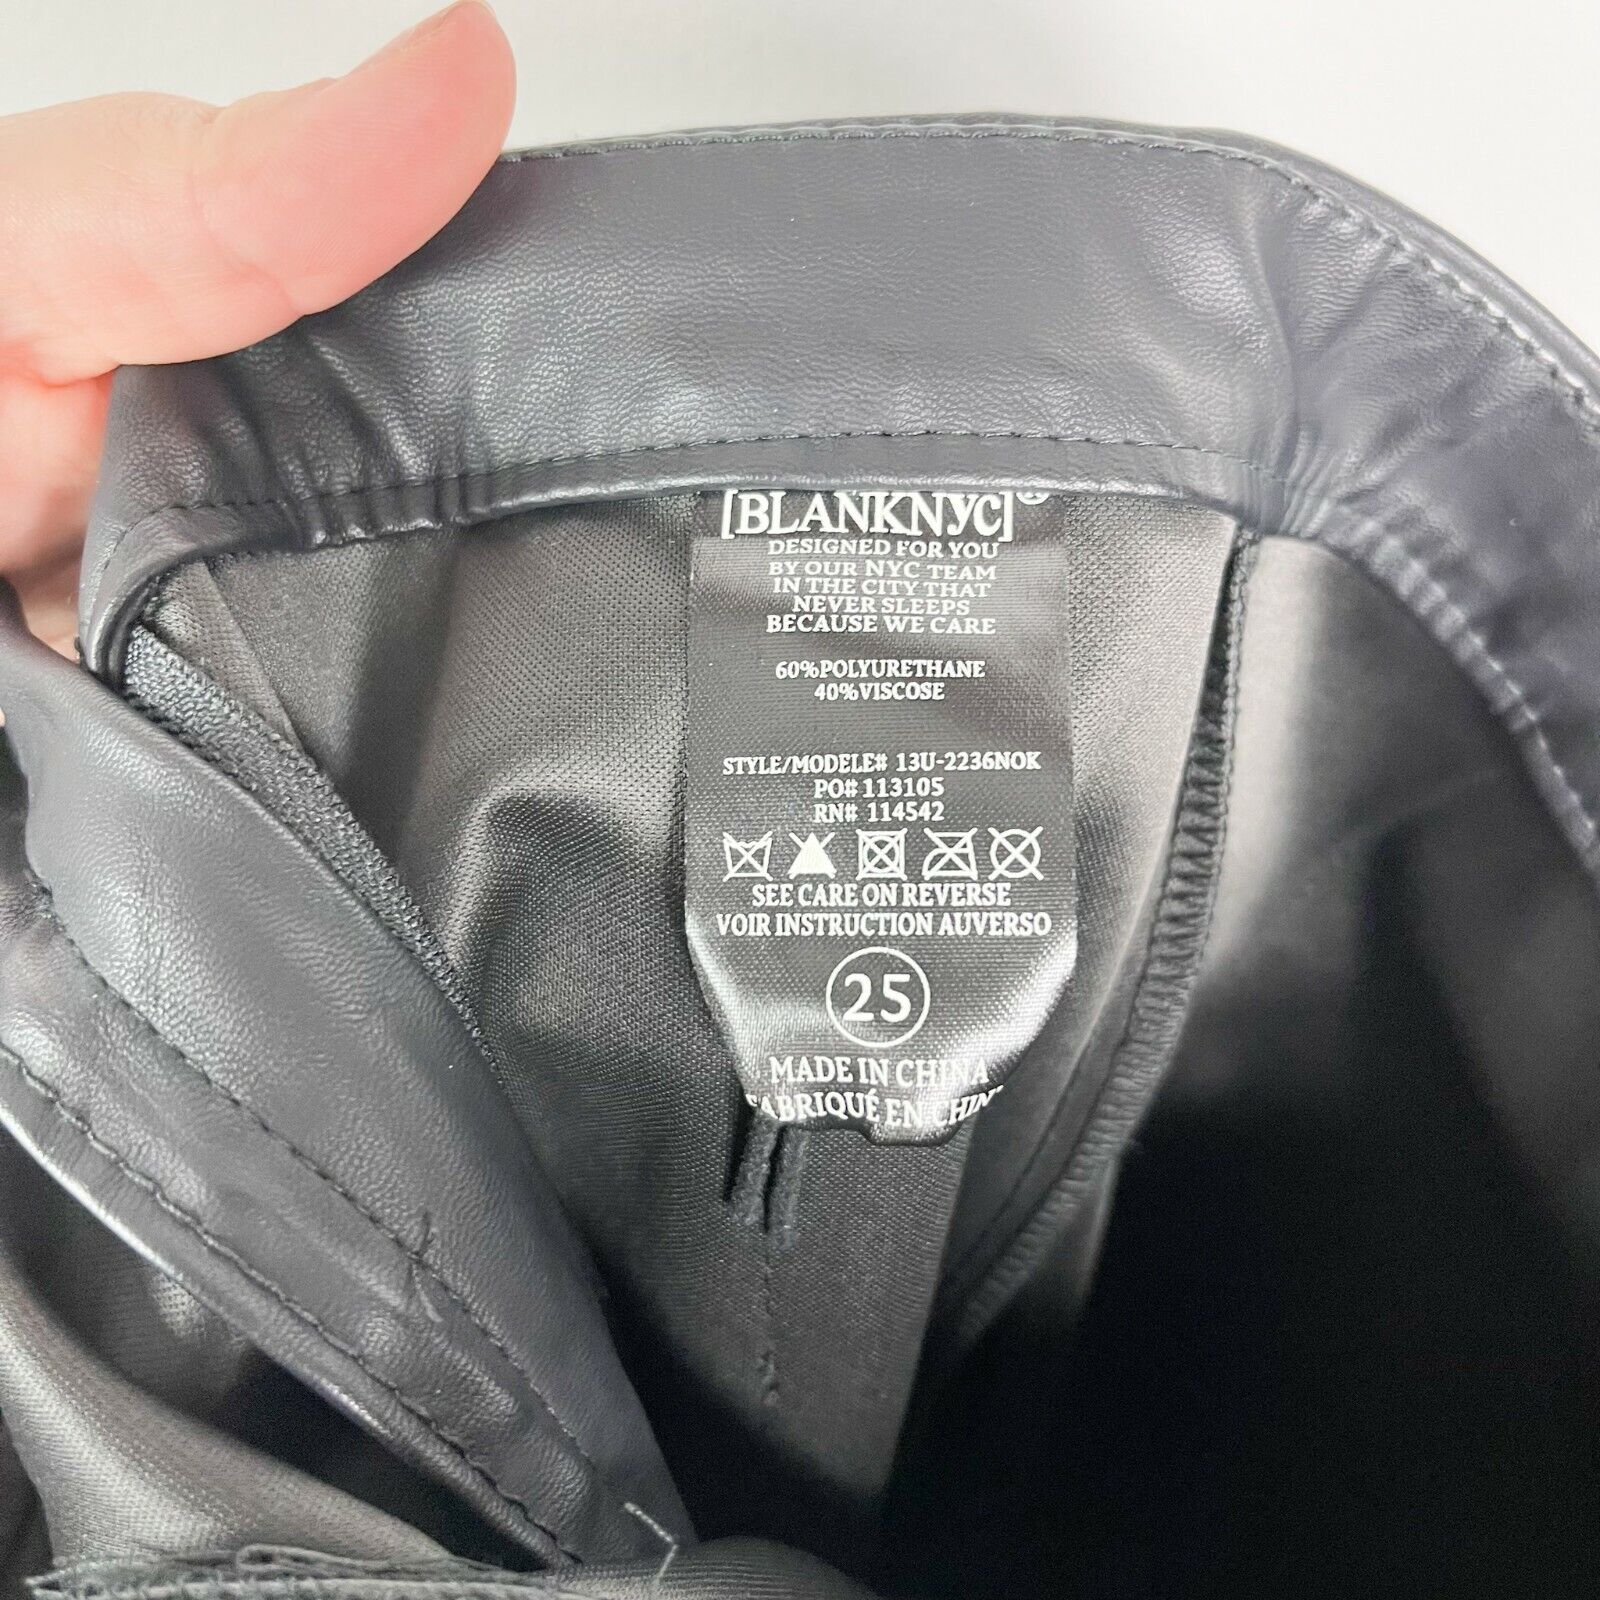 [BLANKNYC]®
DESIGNED FOR YOU
BY OUR NYC TEAM
IN THE CITY THAT
NEVER SLEEPS
BECAUSE WE CARE
60%POLYURETHANE
40%VISCOSE
STYLE/MODELE# 13U-2236NOK
PO# 113105
RN# 114542
SEE CARE ON REVERSE
VOIR INSTRUCTION AUVERSO
25
MADE IN CHINA
FABRIQUÉ EN CHIN